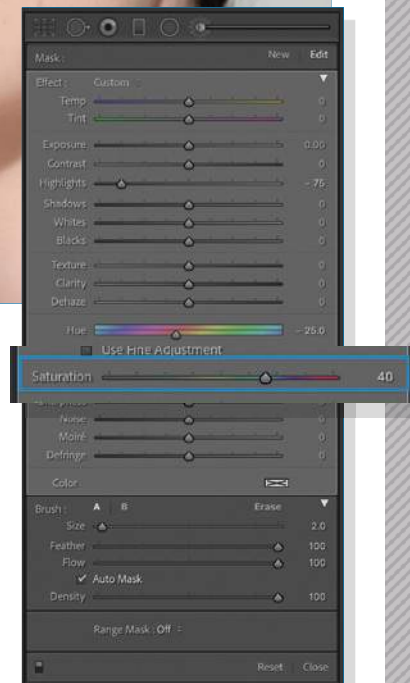 Mask : New Edit
Effect : Custom
Temp 0
Tint 0
Exposure 0.00
Contrast 0
Highlights – 75
Shadows 0
Whites 0
Blacks 0
Texture 0
Clarity 0
Dehaze 0
Hue – 25.0
Use Fine Adjustment
Saturation 40
Noise 0
Moiré 0
Defringe 0
Color
Brush : A B Erase
Size 2.0
Feather 100
Flow 100
Auto Mask
Density 100
Range Mask : Off
Reset Close